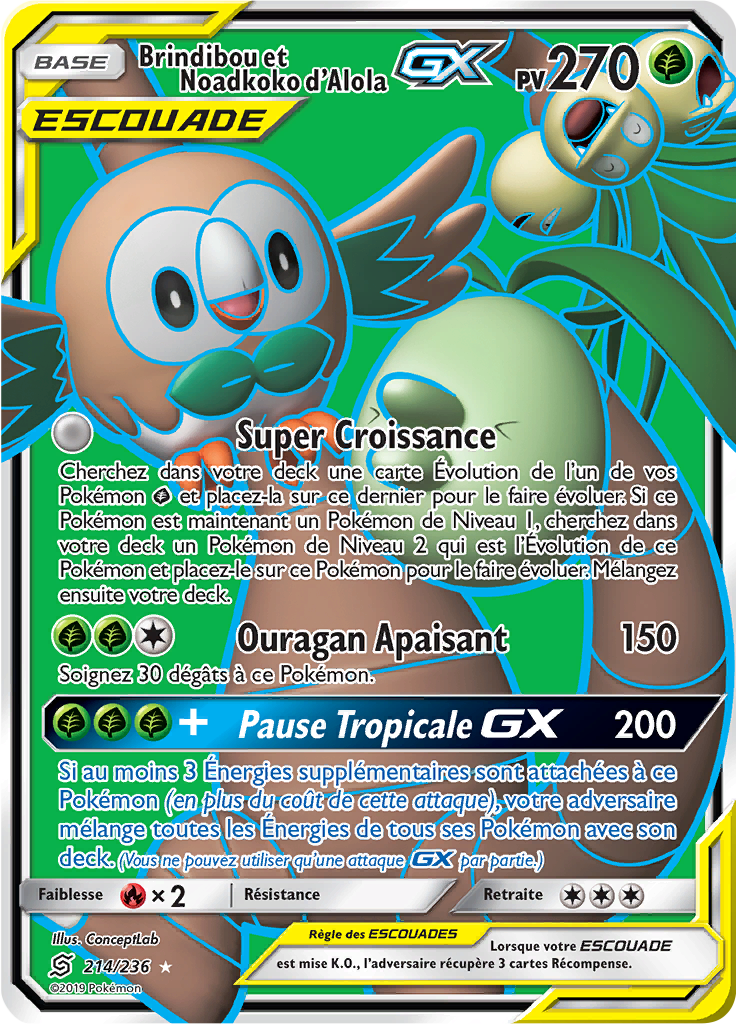 BASE
Brindibou et
Noadkoko d'Alola GX PV270
ESCOUADE
Super Croissance
Cherchez dans votre deck une carte Évolution de l'un de vos
Pokémon et placez-la sur ce dernier pour le faire évoluer. Si ce
Pokémon est maintenant un Pokémon de Niveau 1, cherchez dans
votre deck un Pokémon de Niveau 2 qui est l'Évolution de ce
Pokémon et placez-le sur ce Pokémon pour le faire évoluer. Mélangez
ensuite votre deck.
Ouragan Apaisant 150
Soignez 30 dégâts à ce Pokémon.
+ Pause Tropicale GX 200
Si au moins 3 Énergies supplémentaires sont attachées à ce
Pokémon (en plus du coût de cette attaque), votre adversaire
mélange toutes les Énergies de tous ses Pokémon avec son
deck. (Vous ne pouvez utiliser qu'une attaque GX par partie.)
Faiblesse ×2 Résistance Retraite
Illus. ConceptLab
214/236
©2019 Pokémon
Règle des ESCOUADES
Lorsque votre ESCOUADE
est mise K.O., l'adversaire récupère 3 cartes Récompense.